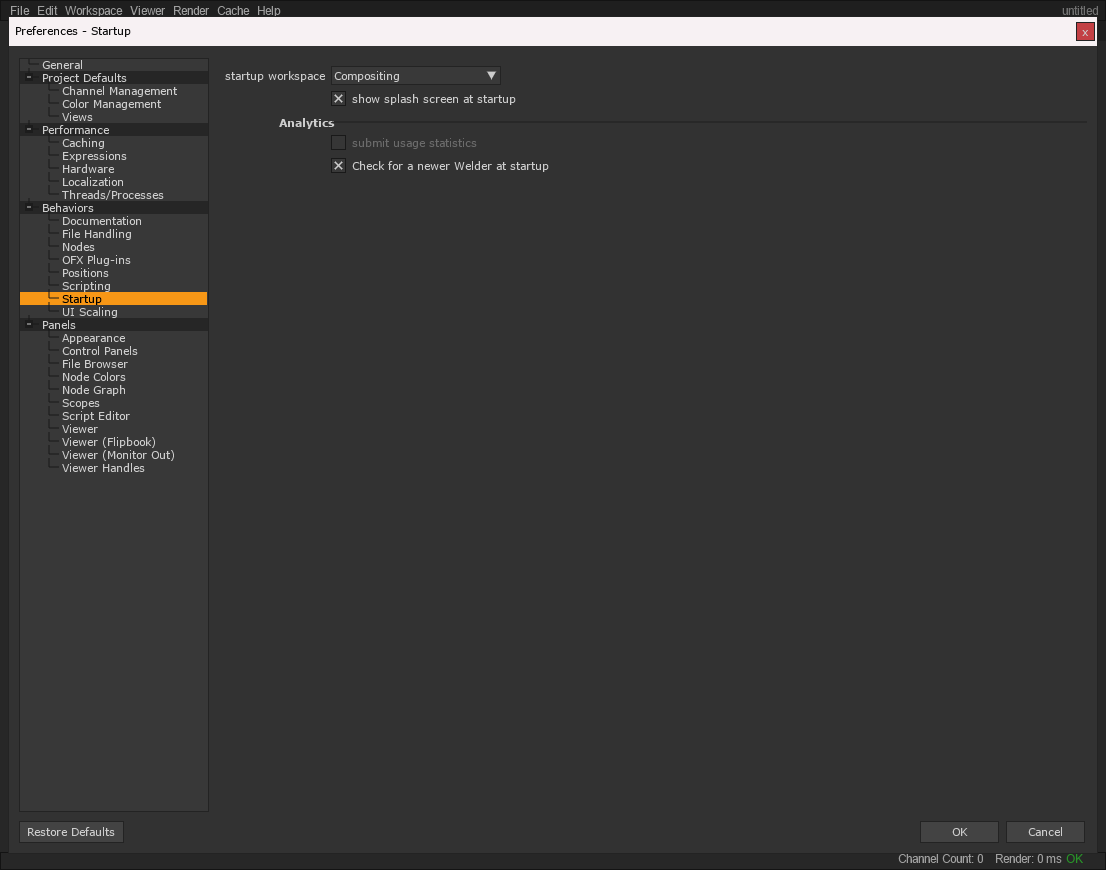 File Edit Workspace Viewer Render Cache Help untitled
Preferences - Startup x
General
Project Defaults
Channel Management
Color Management
Views
Performance
Caching
Expressions
Hardware
Localization
Threads/Processes
Behaviors
Documentation
File Handling
Nodes
OFX Plug-ins
Positions
Scripting
Startup
UI Scaling
Panels
Appearance
Control Panels
File Browser
Node Colors
Node Graph
Scopes
Script Editor
Viewer
Viewer (Flipbook)
Viewer (Monitor Out)
Viewer Handles
startup workspace Compositing
show splash screen at startup
Analytics
submit usage statistics
Check for a newer Welder at startup
Restore Defaults OK Cancel
Channel Count: 0 Render: 0 ms OK